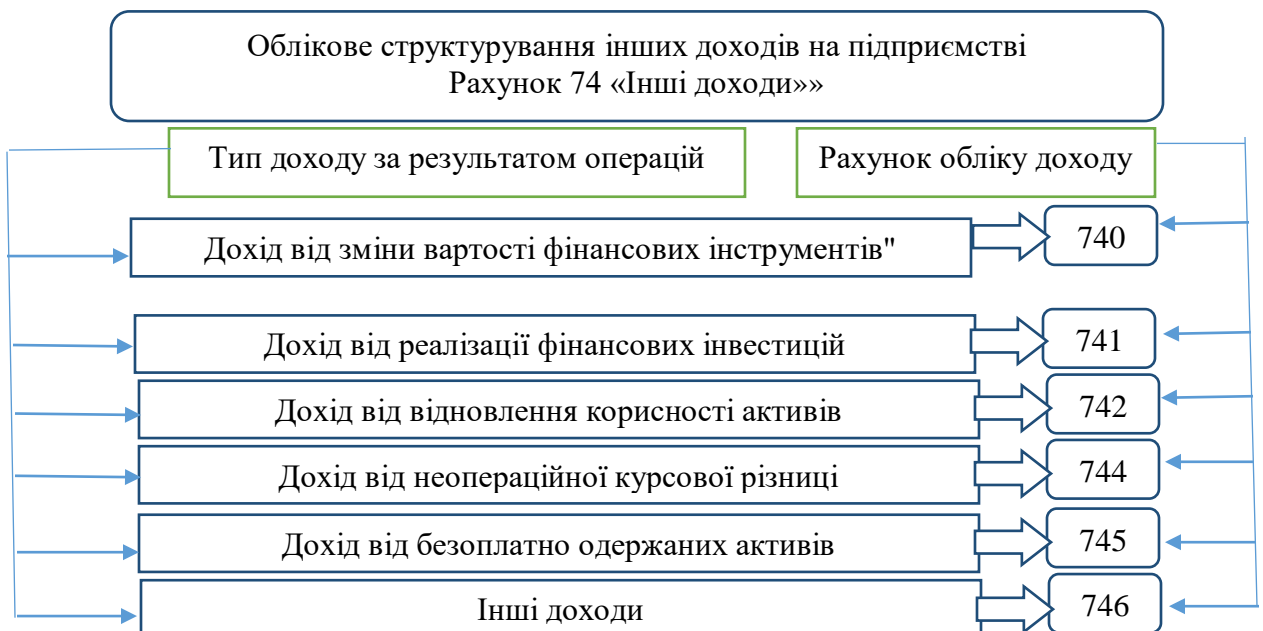 Облікове структурування інших доходів на підприємстві
Рахунок 74 «Інші доходи»»
Тип доходу за результатом операцій
Рахунок обліку доходу
Дохід від зміни вартості фінансових інструментів"
740
Дохід від реалізації фінансових інвестицій
741
Дохід від відновлення корисності активів
742
Дохід від неопераційної курсової різниці
744
Дохід від безоплатно одержаних активів
745
Інші доходи
746